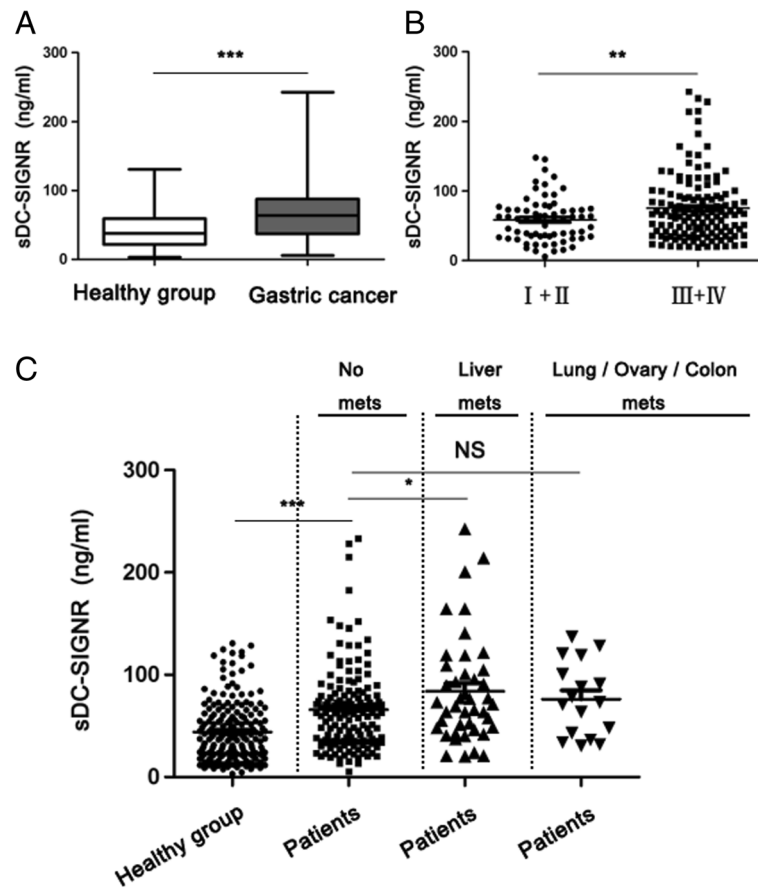 A
sDC-SIGNR (ng/ml)
300
200
100
0
***
Healthy group
Gastric cancer
B
sDC-SIGNR (ng/ml)
300
200
100
0
**
Ⅰ+Ⅱ
Ⅲ+Ⅳ
C
No
mets
Liver
mets
Lung / Ovary / Colon
mets
sDC-SIGNR (ng/ml)
300
200
100
0
***
*
NS
Healthy group
Patients
Patients
Patients